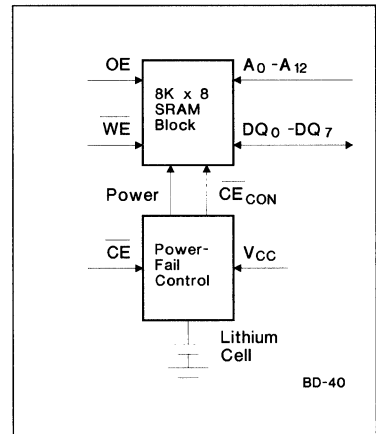 OE
A0 -A12
8K x 8
SRAM
Block
WE
DQ0 -DQ7
Power
CECON
CE
Power-
Fail
Control
VCC
Lithium
Cell
BD-40